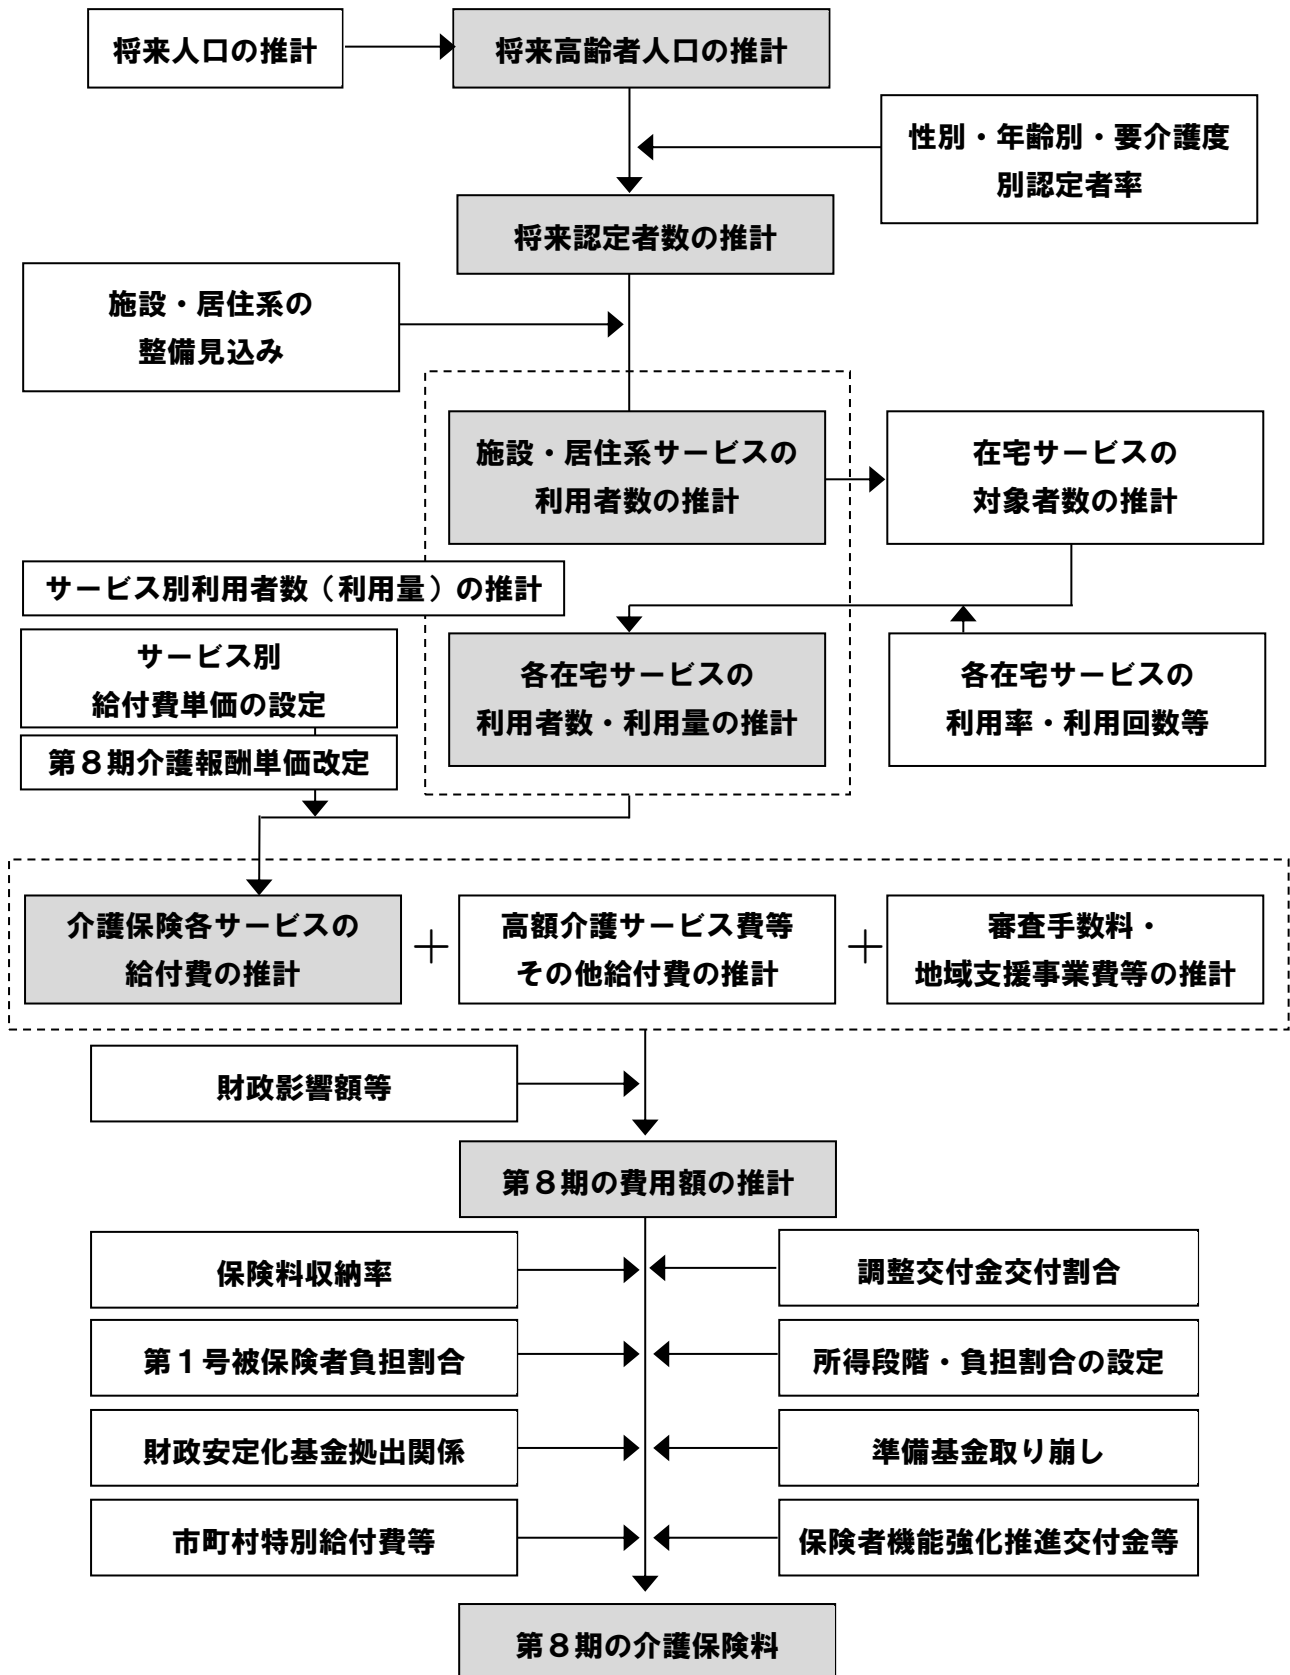 将来人口の推計
将来高齢者人口の推計
性別・年齢別・要介護度
別認定者率
将来認定者数の推計
施設・居住系の
整備見込み
施設・居住系サービスの
利用者数の推計
在宅サービスの
対象者数の推計
サービス別利用者数（利用量）の推計
サービス別
給付費単価の設定
第８期介護報酬単価改定
各在宅サービスの
利用者数・利用量の推計
各在宅サービスの
利用率・利用回数等
介護保険各サービスの
給付費の推計
＋
高額介護サービス費等
その他給付費の推計
＋
審査手数料・
地域支援事業費等の推計
財政影響額等
第８期の費用額の推計
保険料収納率
調整交付金交付割合
第１号被保険者負担割合
所得段階・負担割合の設定
財政安定化基金拠出関係
準備基金取り崩し
市町村特別給付費等
保険者機能強化推進交付金等
第８期の介護保険料